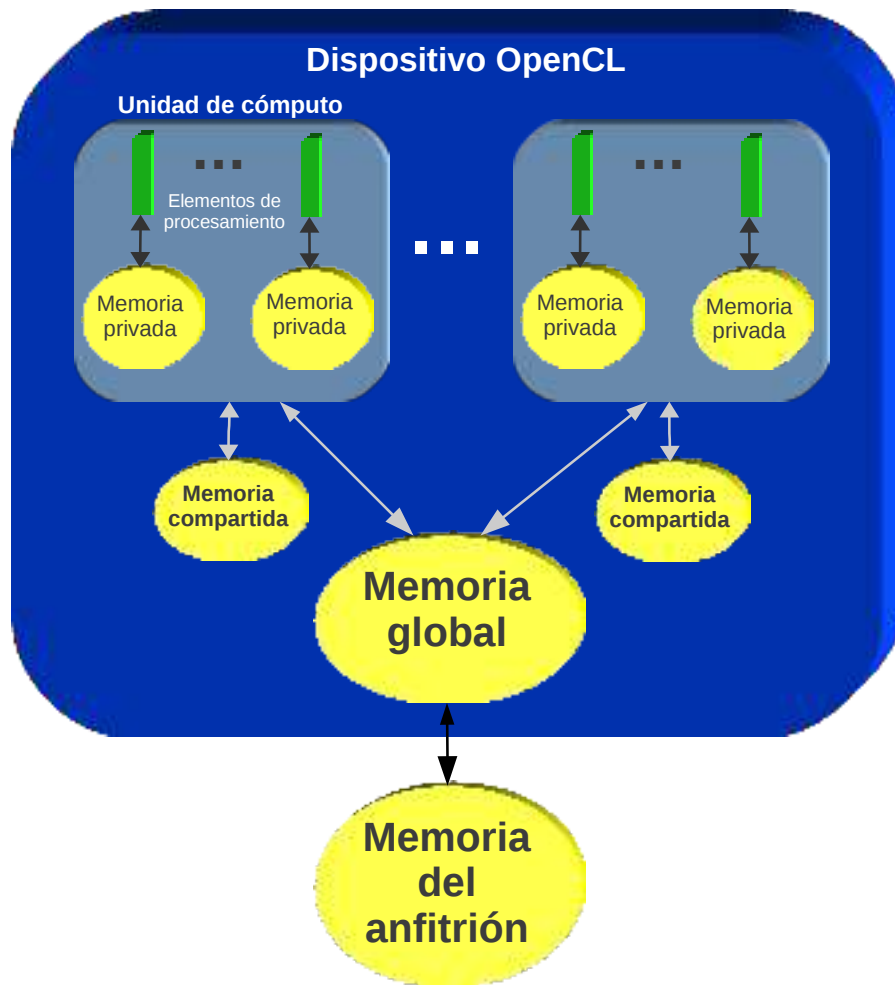 Dispositivo OpenCL
Unidad de cómputo
...
...
Elementos de
procesamiento
...
Memoria
privada
Memoria
privada
Memoria
privada
Memoria
privada
Memoria
compartida
Memoria
compartida
Memoria
global
Memoria
del
anfitrión